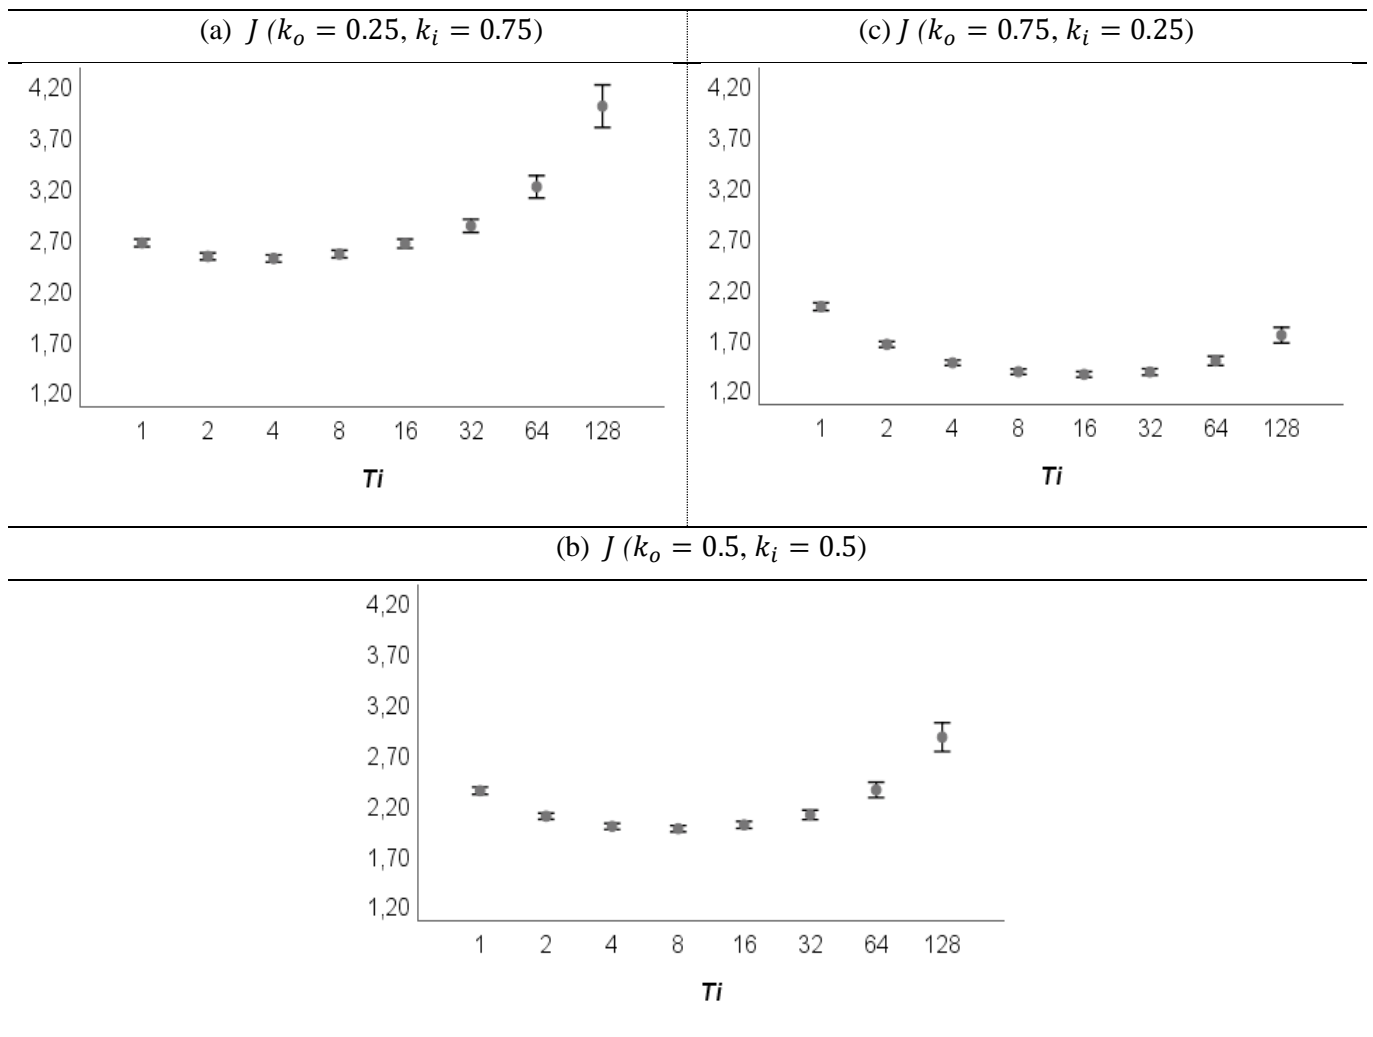 (a) J (k_o = 0.25, k_i = 0.75)
4,20
3,70
3,20
2,70
2,20
1,70
1,20
1 2 4 8 16 32 64 128
Ti
(c) J (k_o = 0.75, k_i = 0.25)
4,20
3,70
3,20
2,70
2,20
1,70
1,20
1 2 4 8 16 32 64 128
Ti
(b) J (k_o = 0.5, k_i = 0.5)
4,20
3,70
3,20
2,70
2,20
1,70
1,20
1 2 4 8 16 32 64 128
Ti